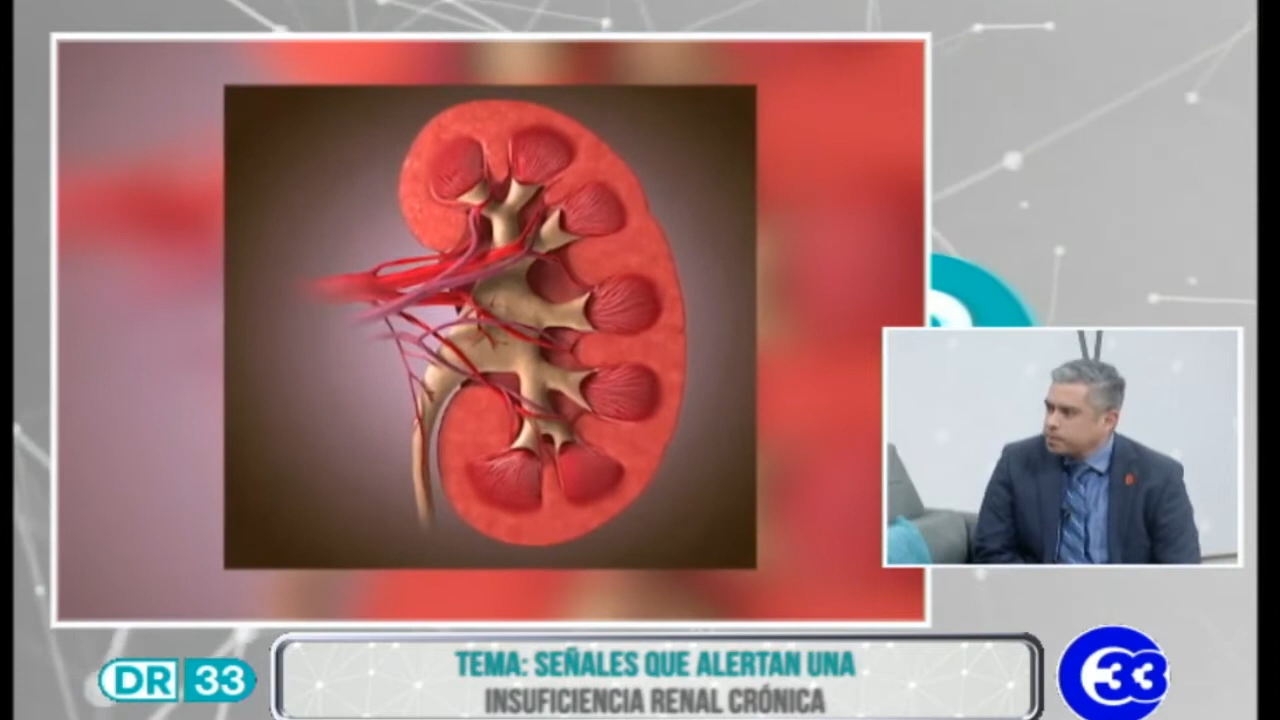 DR 33
TEMA: SEÑALES QUE ALERTAN UNA
INSUFICIENCIA RENAL CRÓNICA
33